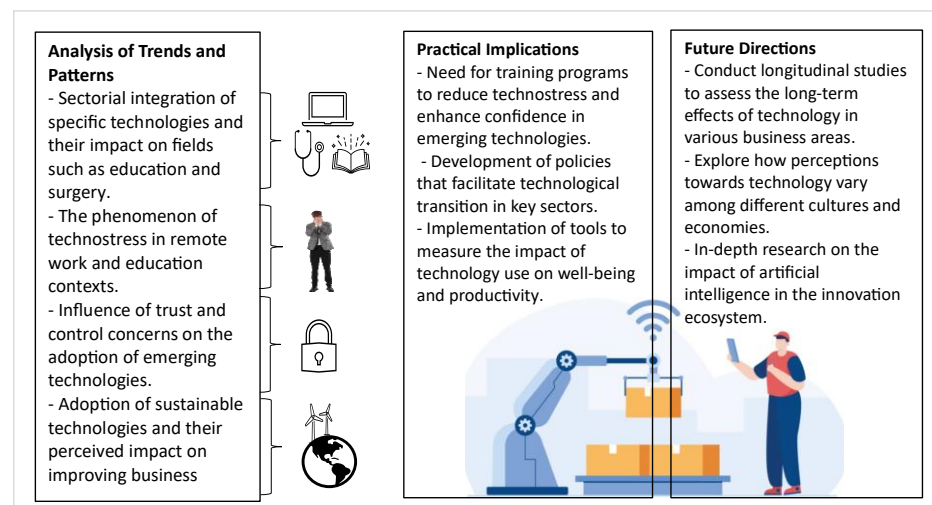 Analysis of Trends and
Patterns
- Sectorial integration of
specific technologies and
their impact on fields
such as education and
surgery.
- The phenomenon of
technostress in remote
work and education
contexts.
- Influence of trust and
control concerns on the
adoption of emerging
technologies.
- Adoption of sustainable
technologies and their
perceived impact on
improving business
Practical Implications
- Need for training programs
to reduce technostress and
enhance confidence in
emerging technologies.
- Development of policies
that facilitate technological
transition in key sectors.
- Implementation of tools to
measure the impact of
technology use on well-being
and productivity.
Future Directions
- Conduct longitudinal studies
to assess the long-term
effects of technology in
various business areas.
- Explore how perceptions
towards technology vary
among different cultures and
economies.
- In-depth research on the
impact of artificial
intelligence in the innovation
ecosystem.